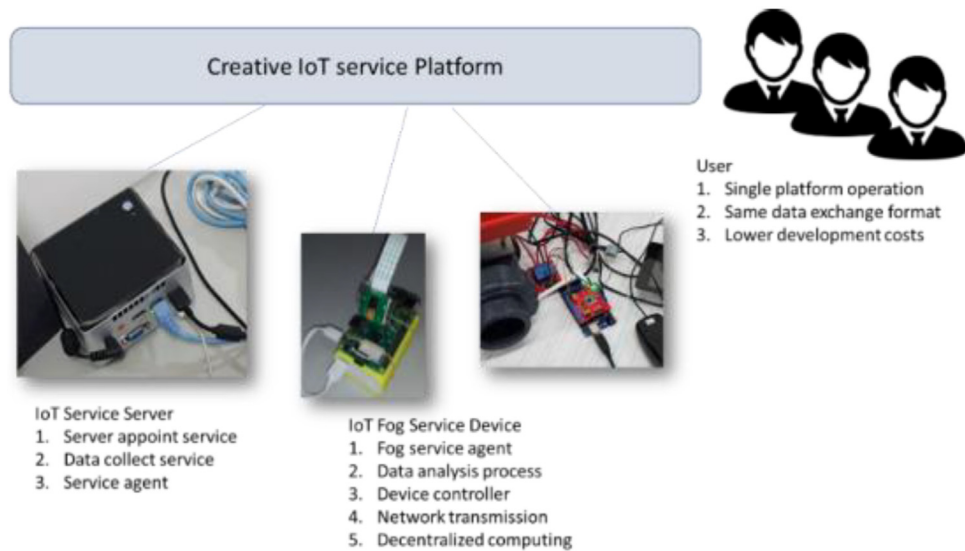 Creative IoT service Platform
User
1. Single platform operation
2. Same data exchange format
3. Lower development costs
IoT Service Server
1. Server appoint service
2. Data collect service
3. Service agent
IoT Fog Service Device
1. Fog service agent
2. Data analysis process
3. Device controller
4. Network transmission
5. Decentralized computing